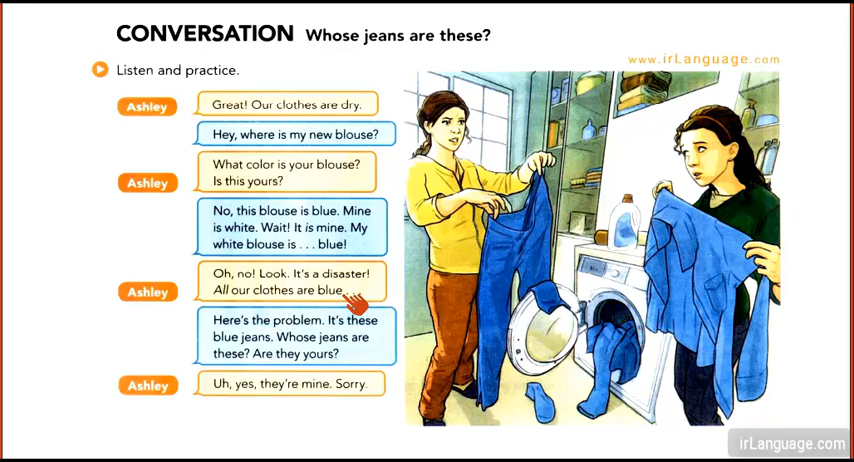 CONVERSATION Whose jeans are these?
www.irLanguage.com
Listen and practice.
Ashley
Great! Our clothes are dry.
Hey, where is my new blouse?
Ashley
What color is your blouse?
Is this yours?
No, this blouse is blue. Mine
is white. Wait! It is mine. My
white blouse is . . . blue!
Ashley
Oh, no! Look. It's a disaster!
All our clothes are blue . . .
Here's the problem. It's these
blue jeans. Whose jeans are
these? Are they yours?
Ashley
Uh, yes, they're mine. Sorry.
irLanguage.com